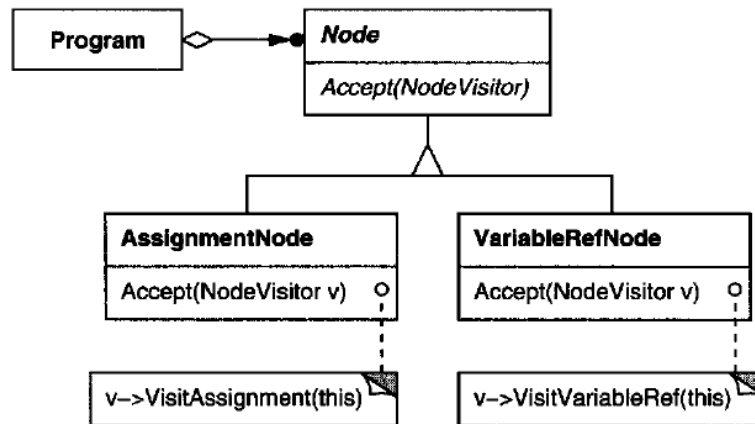 Program
Node
Accept(NodeVisitor)
AssignmentNode
Accept(NodeVisitor v)
v->VisitAssignment(this)
VariableRefNode
Accept(NodeVisitor v)
v->VisitVariableRef(this)